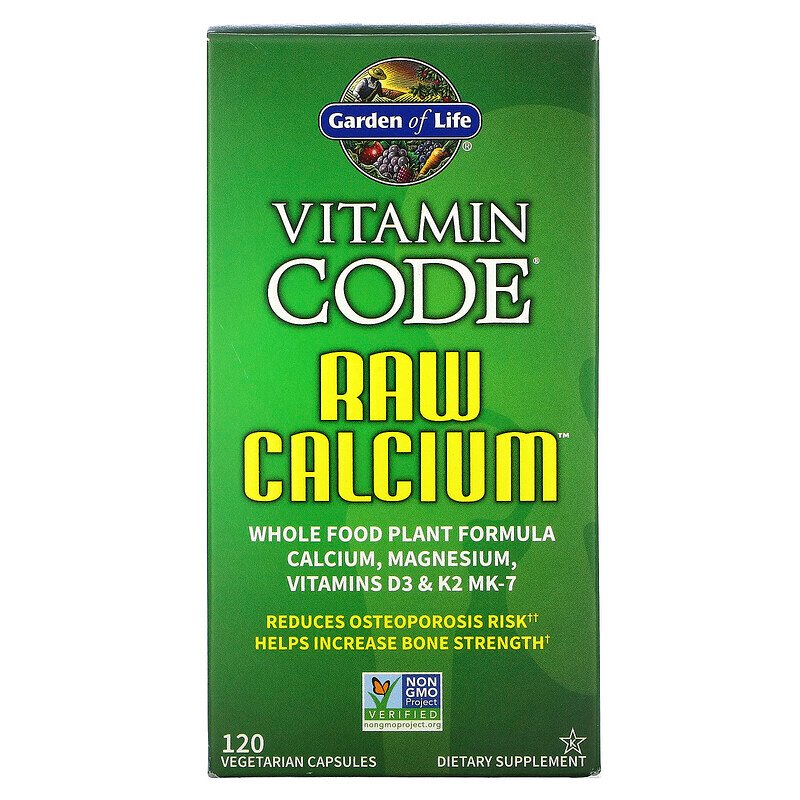 Garden of Life®
VITAMIN
CODE®
RAW
CALCIUM™
WHOLE FOOD PLANT FORMULA
CALCIUM, MAGNESIUM,
VITAMINS D3 & K2 MK-7
REDUCES OSTEOPOROSIS RISK††
HELPS INCREASE BONE STRENGTH†
NON
GMO
Project
VERIFIED
nongmoproject.org
120
VEGETARIAN CAPSULES
K
DIETARY SUPPLEMENT